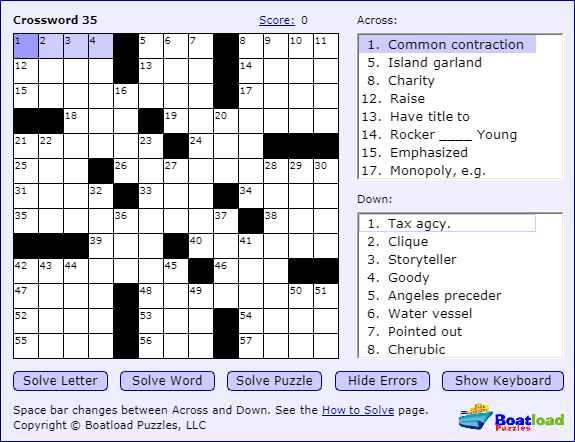 Crossword 35 Score: 0
1 2 3 4 5 6 7 8 9 10 11
12 13 14
15 16 17
18 19 20
21 22 23 24
25 26 27 28 29 30
31 32 33 34
35 36 37 38
39 40 41
42 43 44 45 46
47 48 49 50 51
52 53 54
55 56 57
Across:
1. Common contraction
5. Island garland
8. Charity
12. Raise
13. Have title to
14. Rocker ____ Young
15. Emphasized
17. Monopoly, e.g.
Down:
1. Tax agcy.
2. Clique
3. Storyteller
4. Goody
5. Angeles preceder
6. Water vessel
7. Pointed out
8. Cherubic
Solve Letter Solve Word Solve Puzzle Hide Errors Show Keyboard
Space bar changes between Across and Down. See the How to Solve page.
Copyright © Boatload Puzzles, LLC
Boatload
Puzzles